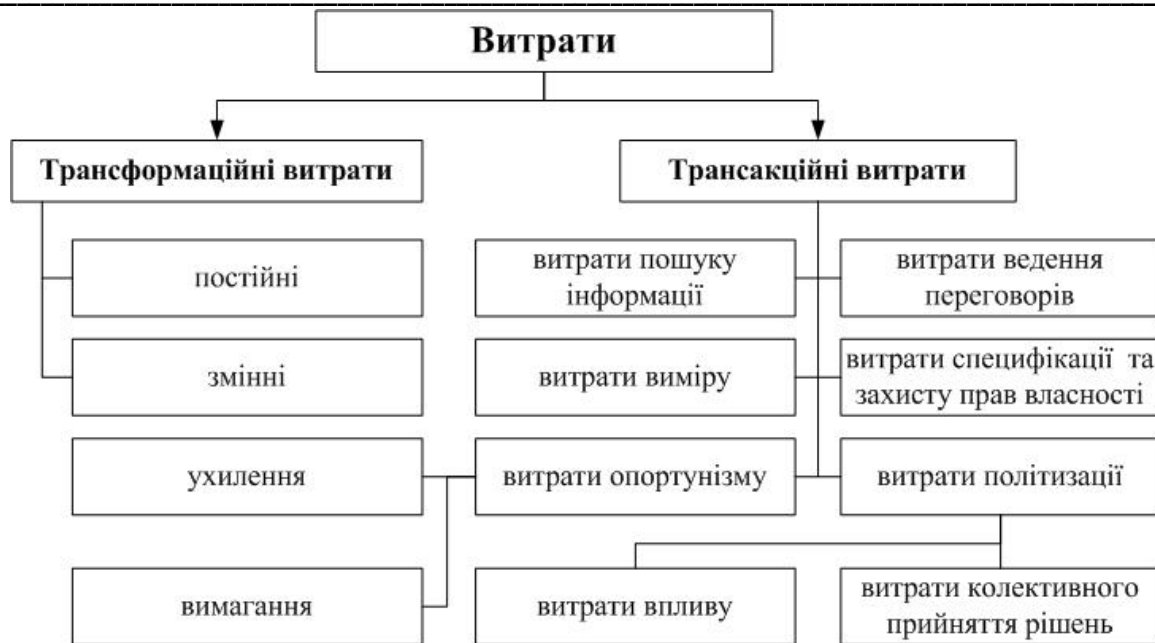 Витрати
Трансформаційні витрати
Трансакційні витрати
постійні
витрати пошуку
інформації
витрати ведення
переговорів
змінні
витрати виміру
витрати специфікації та
захисту прав власності
ухилення
витрати опортунізму
витрати політизації
вимагання
витрати впливу
витрати колективного
прийняття рішень